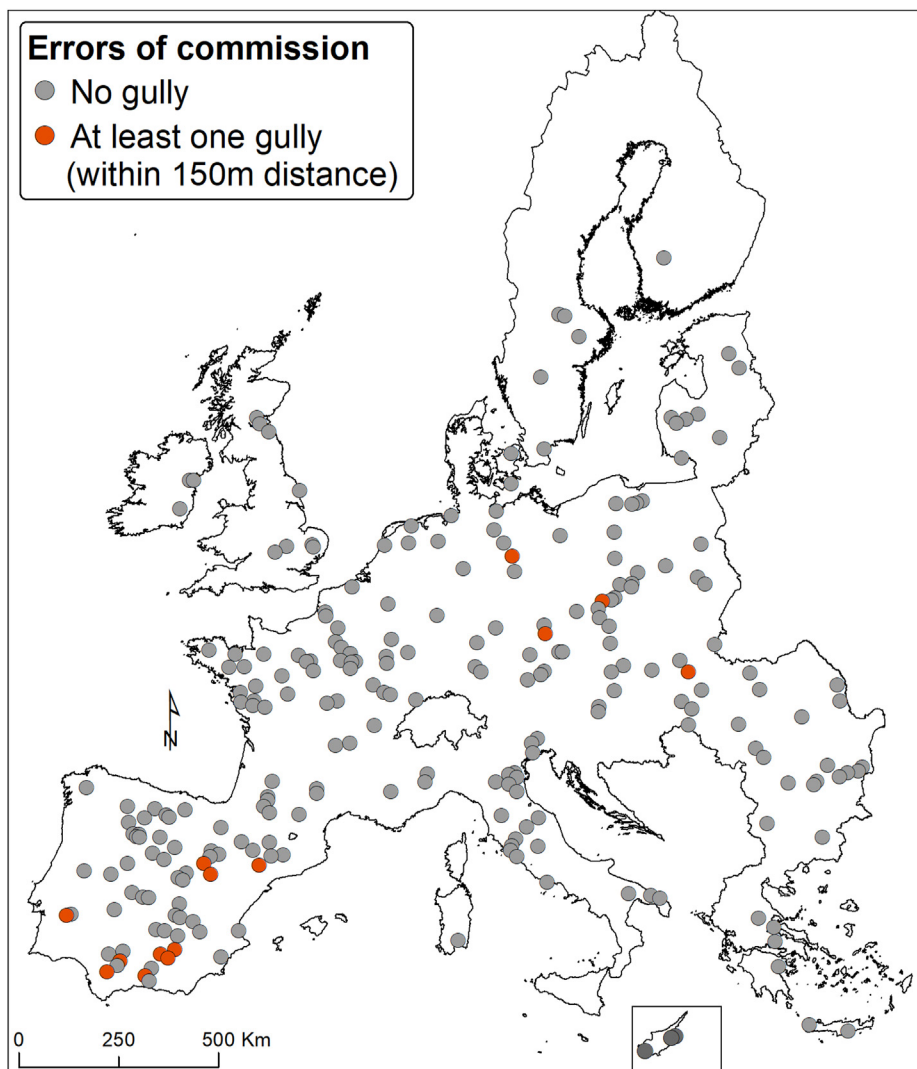 Errors of commission
No gully
At least one gully
(within 150m distance)
N
0 250 500 Km